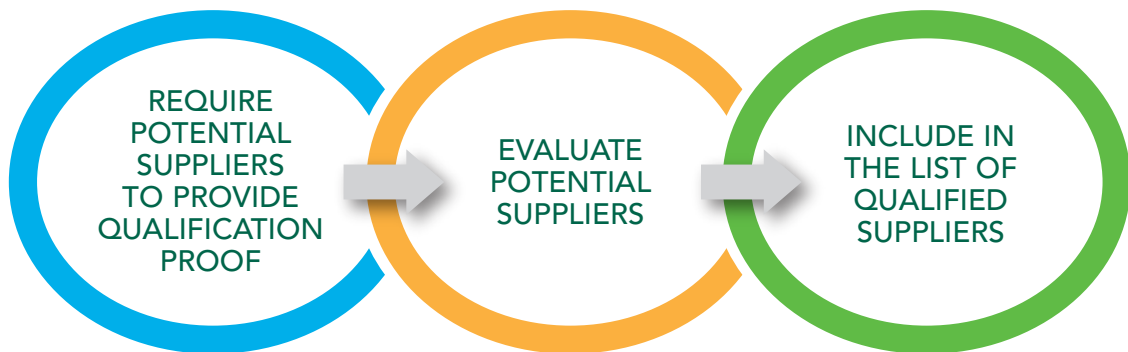 REQUIRE
POTENTIAL
SUPPLIERS
TO PROVIDE
QUALIFICATION
PROOF
EVALUATE
POTENTIAL
SUPPLIERS
INCLUDE IN
THE LIST OF
QUALIFIED
SUPPLIERS